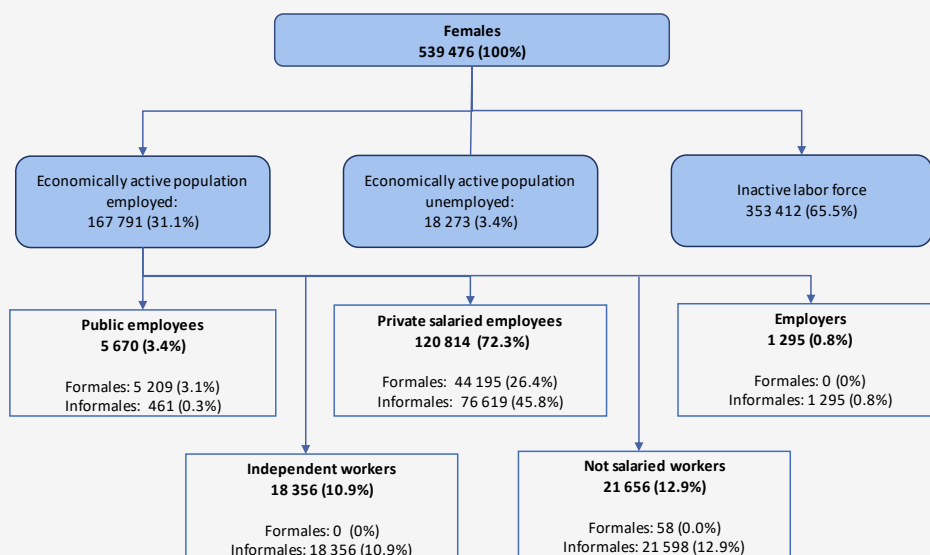 Females
539 476 (100%)
Economically active population
employed:
167 791 (31.1%)
Economically active population
unemployed:
18 273 (3.4%)
Inactive labor force
353 412 (65.5%)
Public employees
5 670 (3.4%)
Formales: 5 209 (3.1%)
Informales: 461 (0.3%)
Private salaried employees
120 814 (72.3%)
Formales: 44 195 (26.4%)
Informales: 76 619 (45.8%)
Employers
1 295 (0.8%)
Formales: 0 (0%)
Informales: 1 295 (0.8%)
Independent workers
18 356 (10.9%)
Formales: 0 (0%)
Informales: 18 356 (10.9%)
Not salaried workers
21 656 (12.9%)
Formales: 58 (0.0%)
Informales: 21 598 (12.9%)